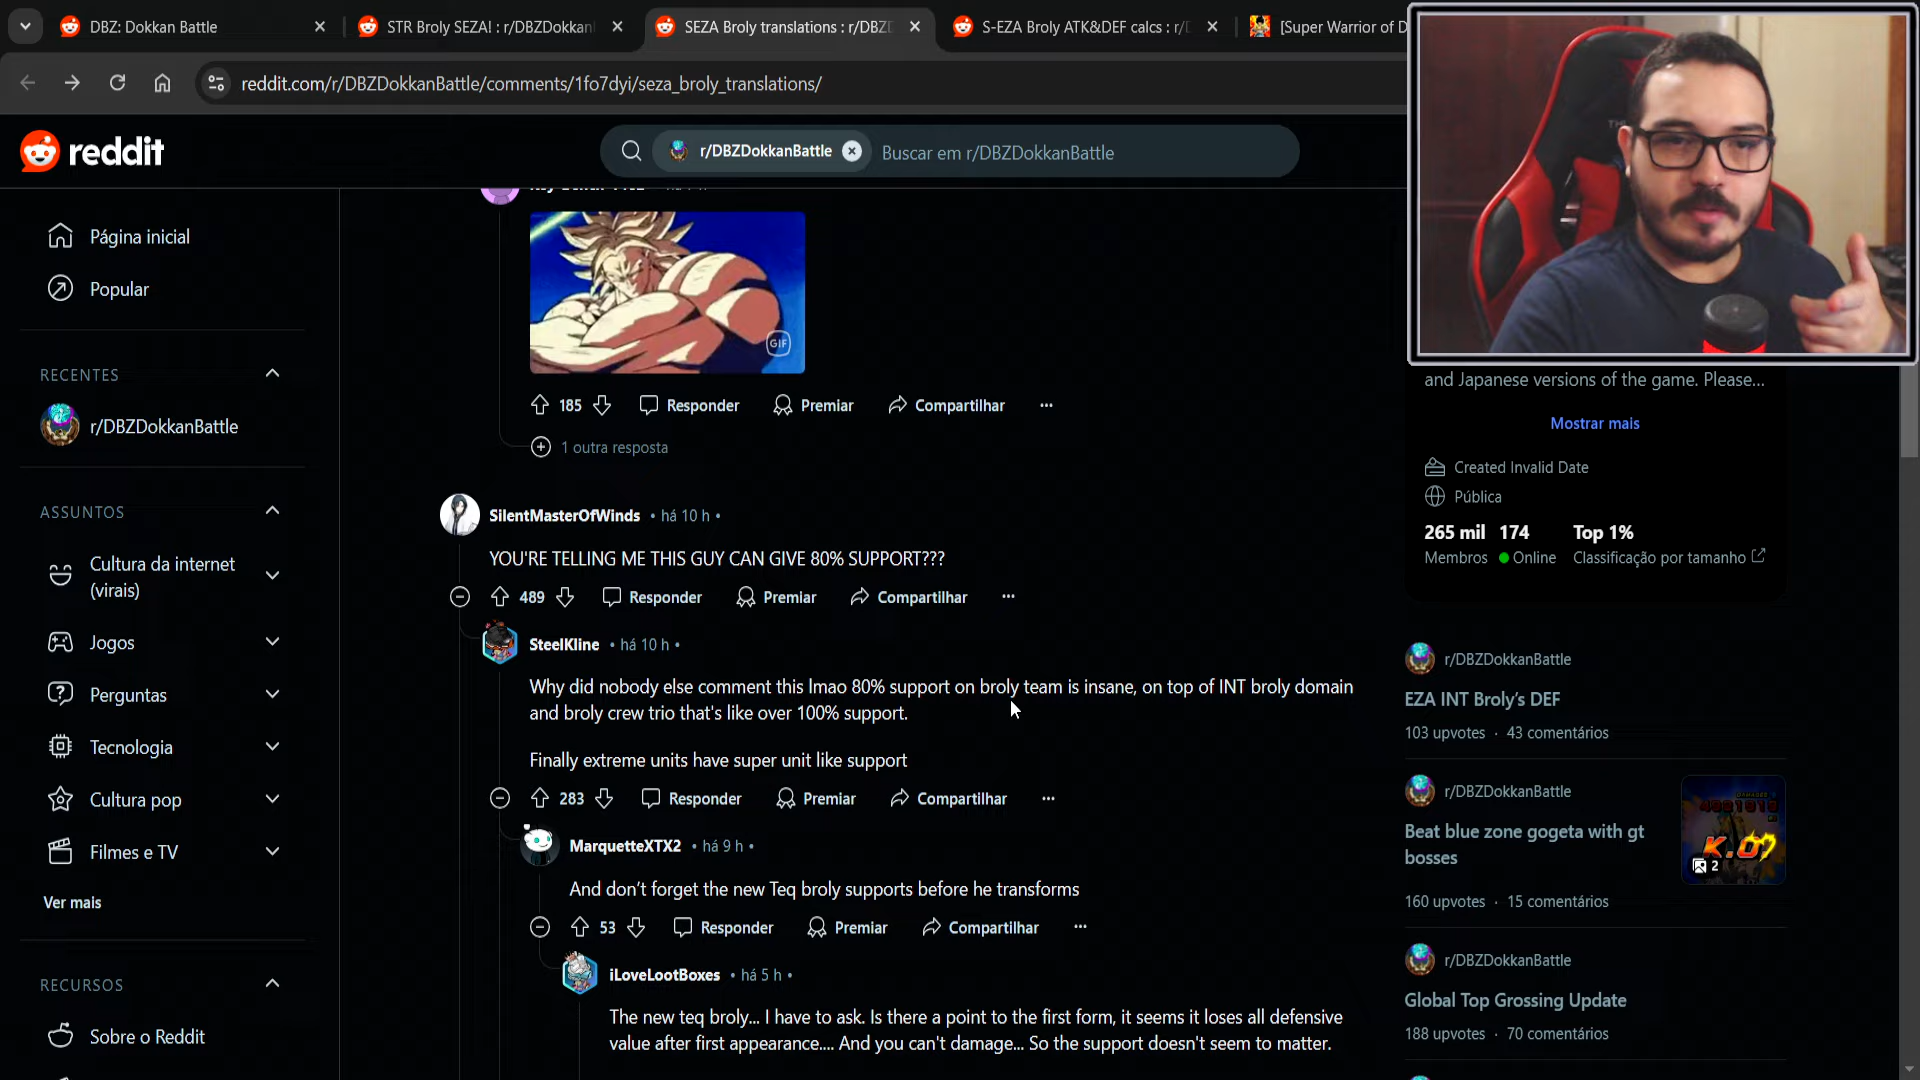 DBZ: Dokkan Battle
STR Broly SEZA! : r/DBZDokkan
SEZA Broly translations : r/DBZ
S-EZA Broly ATK&DEF calcs : r/
[Super Warrior of D
reddit.com/r/DBZDokkanBattle/comments/1fo7dyi/seza_broly_translations/
reddit
r/DBZDokkanBattle
Buscar em r/DBZDokkanBattle
Página inicial
Popular
RECENTES
r/DBZDokkanBattle
ASSUNTOS
Cultura da internet
(virais)
Jogos
Perguntas
Tecnologia
Cultura pop
Filmes e TV
Ver mais
RECURSOS
Sobre o Reddit
GIF
185
Responder
Premiar
Compartilhar
1 outra resposta
SilentMasterOfWinds • há 10 h •
YOU'RE TELLING ME THIS GUY CAN GIVE 80% SUPPORT???
489
Responder
Premiar
Compartilhar
SteelKline • há 10 h •
Why did nobody else comment this lmao 80% support on broly team is insane, on top of INT broly domain
and broly crew trio that's like over 100% support.
Finally extreme units have super unit like support
283
Responder
Premiar
Compartilhar
MarquetteXTX2 • há 9 h •
And don't forget the new Teq broly supports before he transforms
53
Responder
Premiar
Compartilhar
iLoveLootBoxes • há 5 h •
The new teq broly... I have to ask. Is there a point to the first form, it seems it loses all defensive
value after first appearance.... And you can't damage... So the support doesn't seem to matter.
and Japanese versions of the game. Please...
Mostrar mais
Created Invalid Date
Pública
265 mil 174 Top 1%
Membros Online Classificação por tamanho
r/DBZDokkanBattle
EZA INT Broly's DEF
103 upvotes · 43 comentários
r/DBZDokkanBattle
Beat blue zone gogeta with gt
bosses
K.O
2
160 upvotes · 15 comentários
r/DBZDokkanBattle
Global Top Grossing Update
188 upvotes · 70 comentários